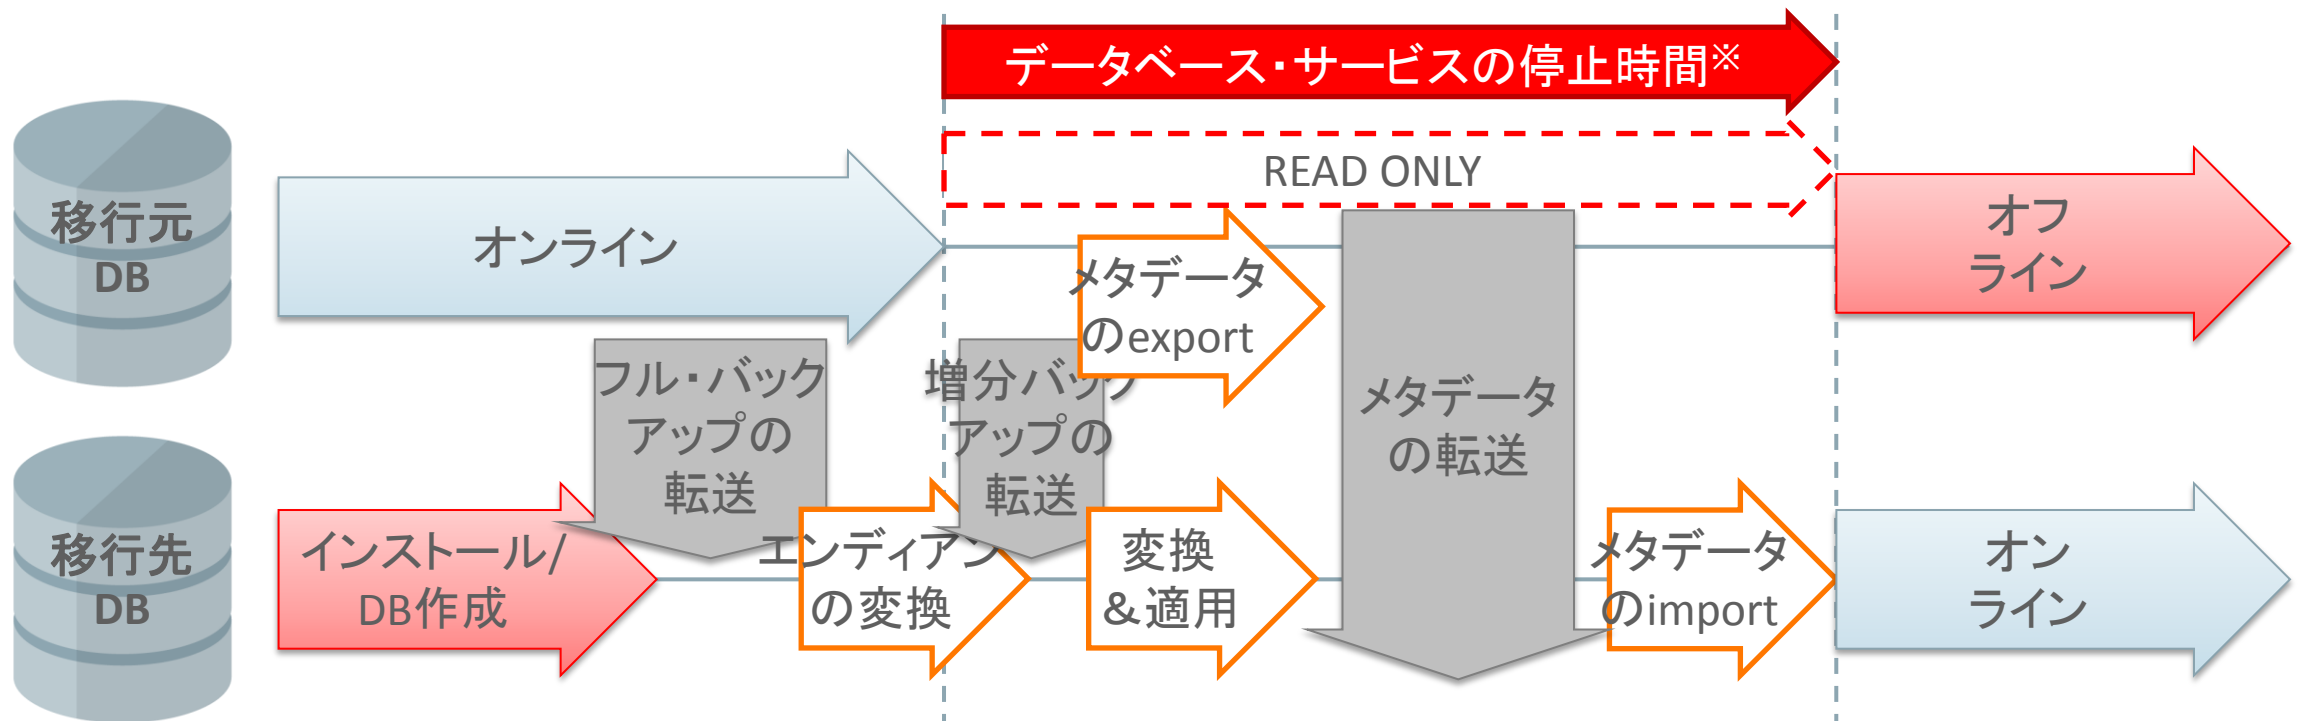 データベース・サービスの停止時間※
READ ONLY
移行元
DB
オンライン
オフ
ライン
メタデータ
のexport
フル・バック
アップの
転送
増分バック
アップの
転送
メタデータ
の転送
移行先
DB
インストール/
DB作成
エンディアン
の変換
変換
＆適用
メタデータ
のimport
オン
ライン